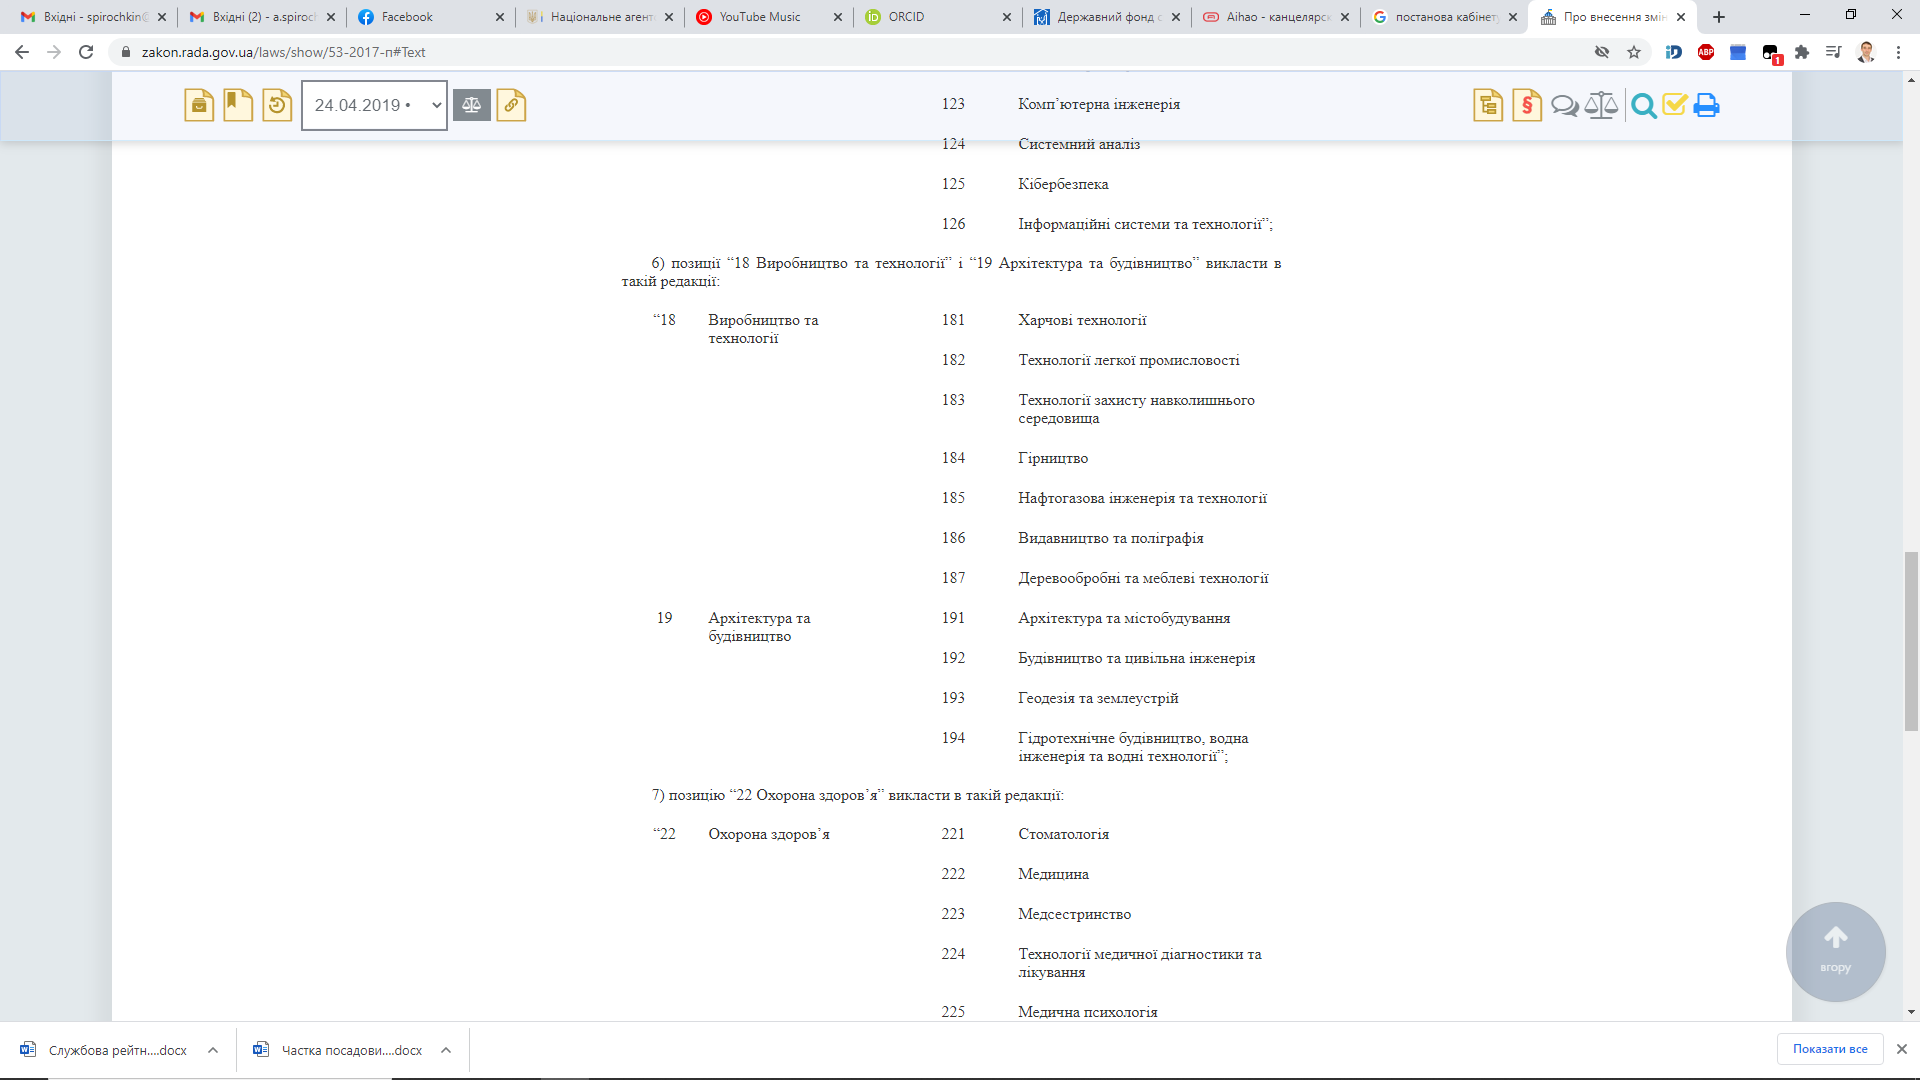 Вхідні - spirochkin@
Вхідні (2) - a.spiroch
Facebook
Національне агент
YouTube Music
ORCID
Державний фонд с
Aihao - канцелярсь
постанова кабінету
Про внесення змін
zakon.rada.gov.ua/laws/show/53-2017-п#Text
24.04.2019 •
123 Комп’ютерна інженерія
124 Системний аналіз
125 Кібербезпека
126 Інформаційні системи та технології”;
6) позиції “18 Виробництво та технології” і “19 Архітектура та будівництво” викласти в
такій редакції:
“18 Виробництво та 181 Харчові технології
технології
182 Технології легкої промисловості
183 Технології захисту навколишнього
середовища
184 Гірництво
185 Нафтогазова інженерія та технології
186 Видавництво та поліграфія
187 Деревообробні та меблеві технології
19 Архітектура та 191 Архітектура та містобудування
будівництво
192 Будівництво та цивільна інженерія
193 Геодезія та землеустрій
194 Гідротехнічне будівництво, водна
інженерія та водні технології”;
7) позицію “22 Охорона здоров’я” викласти в такій редакції:
“22 Охорона здоров’я 221 Стоматологія
222 Медицина
223 Медсестринство
224 Технології медичної діагностики та
лікування
225 Медична психологія
вгору
Службова рейтн....docx
Частка посадови....docx
Показати все